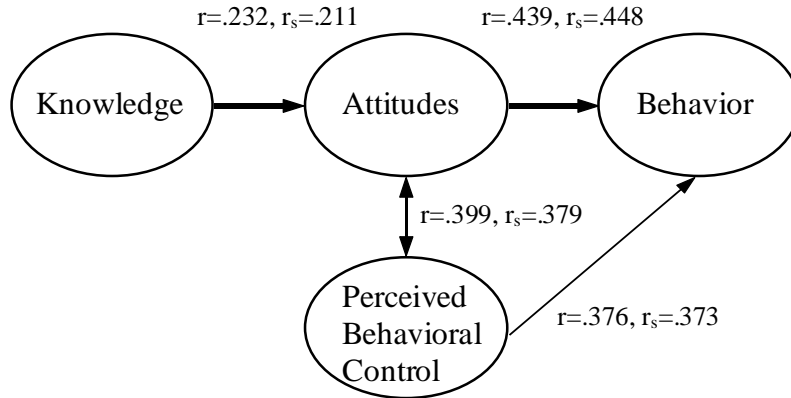 r=.232, rₛ=.211
r=.439, rₛ=.448
Knowledge
Attitudes
Behavior
r=.399, rₛ=.379
Perceived
Behavioral
Control
r=.376, rₛ=.373